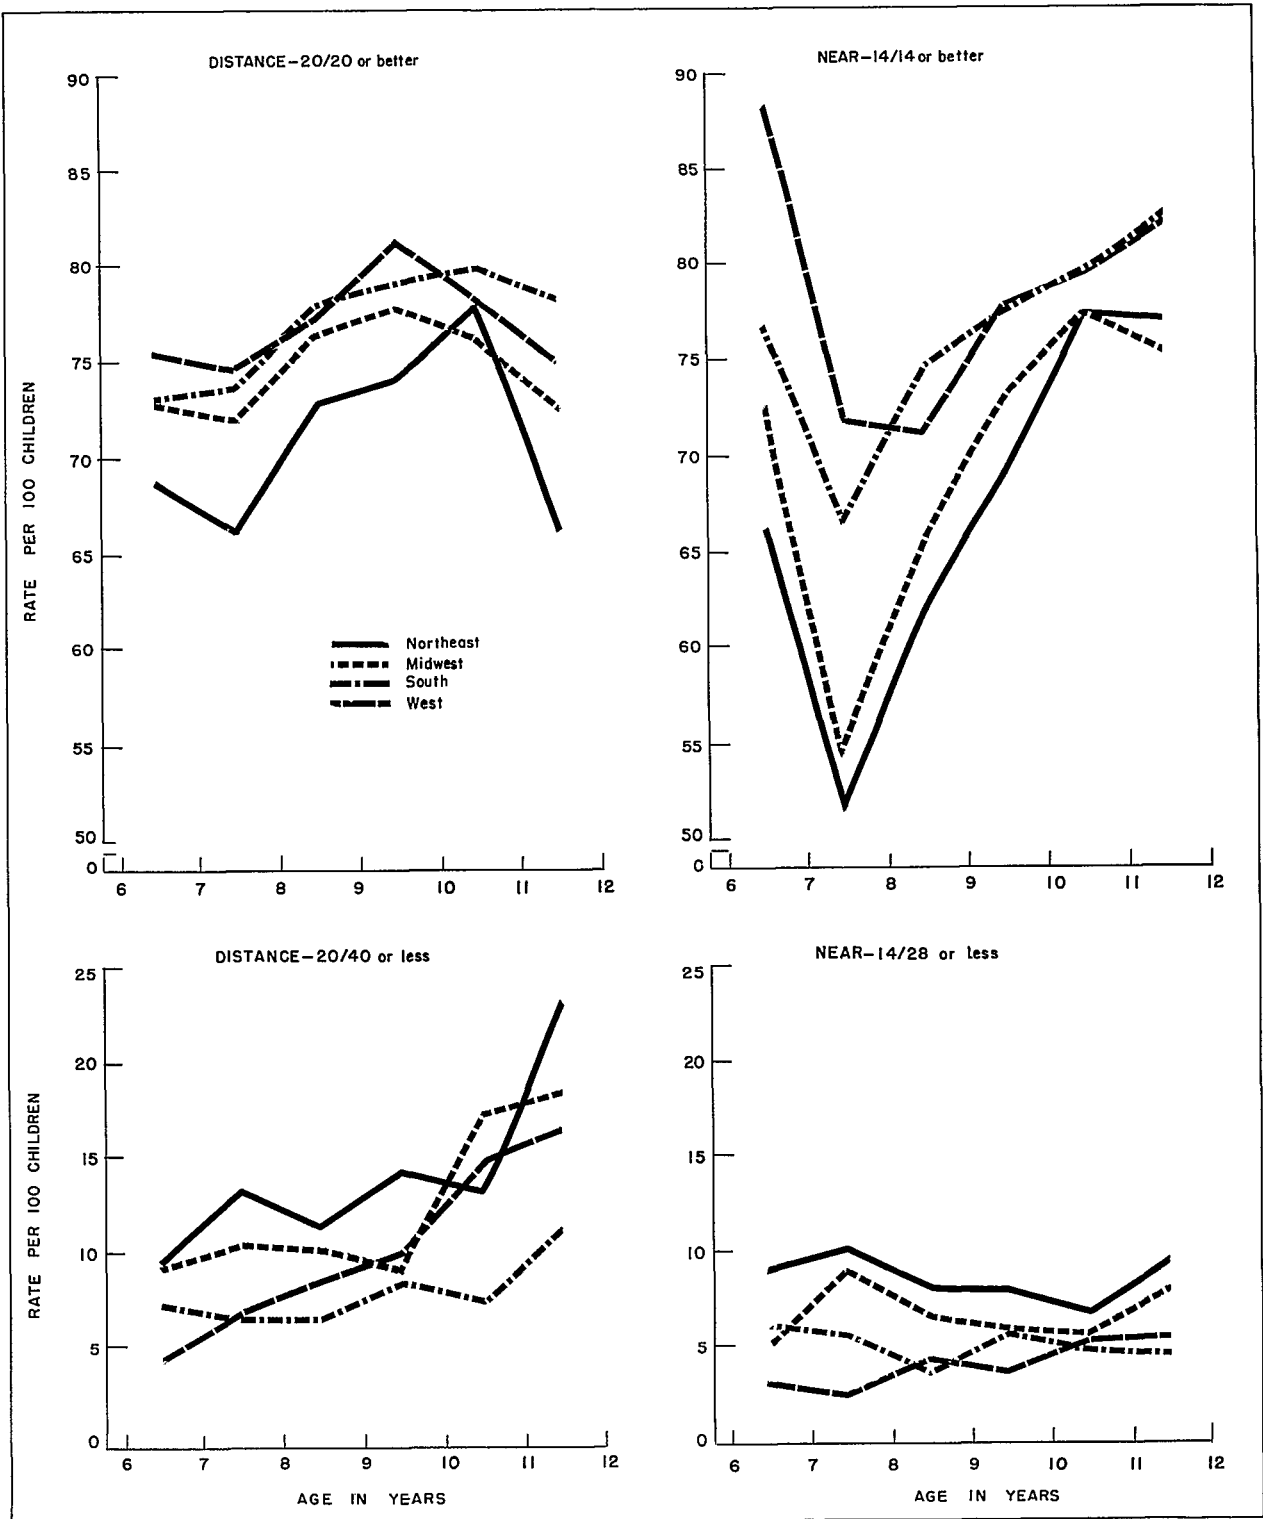 DISTANCE-20/20 or better
90
85
80
75
70
65
60
55
50
0
6 7 8 9 10 11 12
RATE PER 100 CHILDREN
Northeast
Midwest
South
West
NEAR-14/14 or better
90
85
80
75
70
65
60
55
50
0
6 7 8 9 10 11 12
DISTANCE-20/40 or less
25
20
15
10
5
0
6 7 8 9 10 11 12
RATE PER 100 CHILDREN
AGE IN YEARS
NEAR-14/28 or less
25
20
15
10
5
0
6 7 8 9 10 11 12
AGE IN YEARS